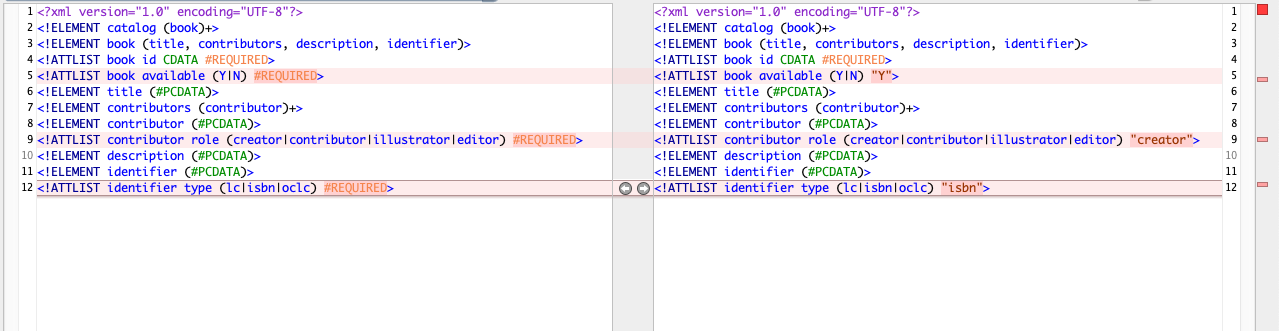 1 <?xml version="1.0" encoding="UTF-8"?>
2 <!ELEMENT catalog (book)+>
3 <!ELEMENT book (title, contributors, description, identifier)>
4 <!ATTLIST book id CDATA #REQUIRED>
5 <!ATTLIST book available (Y|N) #REQUIRED>
6 <!ELEMENT title (#PCDATA)>
7 <!ELEMENT contributors (contributor)+>
8 <!ELEMENT contributor (#PCDATA)>
9 <!ATTLIST contributor role (creator|contributor|illustrator|editor) #REQUIRED>
10 <!ELEMENT description (#PCDATA)>
11 <!ELEMENT identifier (#PCDATA)>
12 <!ATTLIST identifier type (lc|isbn|oclc) #REQUIRED>
<?xml version="1.0" encoding="UTF-8"?> 1
<!ELEMENT catalog (book)+> 2
<!ELEMENT book (title, contributors, description, identifier)> 3
<!ATTLIST book id CDATA #REQUIRED> 4
<!ATTLIST book available (Y|N) "Y"> 5
<!ELEMENT title (#PCDATA)> 6
<!ELEMENT contributors (contributor)+> 7
<!ELEMENT contributor (#PCDATA)> 8
<!ATTLIST contributor role (creator|contributor|illustrator|editor) "creator"> 9
<!ELEMENT description (#PCDATA)> 10
<!ELEMENT identifier (#PCDATA)> 11
<!ATTLIST identifier type (lc|isbn|oclc) "isbn"> 12